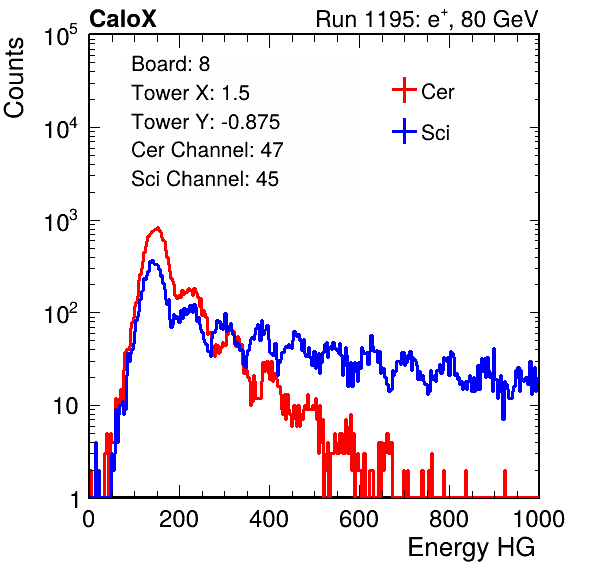 CaloX Run 1195: e⁺, 80 GeV
Counts
Board: 8
Tower X: 1.5
Tower Y: -0.875
Cer Channel: 47
Sci Channel: 45
Cer
Sci
10⁵
10⁴
10³
10²
10
1
0 200 400 600 800 1000
Energy HG